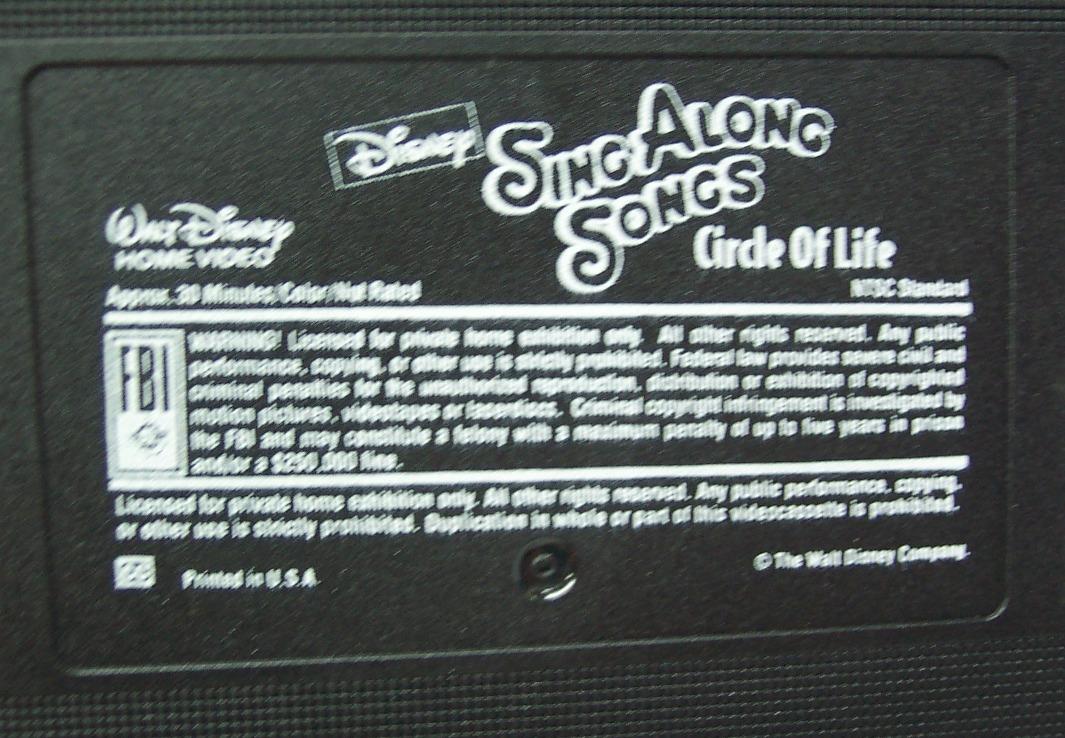 Disney
Sing Along
Songs
Circle Of Life
Walt Disney
HOME VIDEO
Approx. 30 Minutes/Color/Not Rated
NTSC Standard
FBI
WARNING! Licensed for private home exhibition only. All other rights reserved. Any public
performance, copying, or other use is strictly prohibited. Federal law provides severe civil and
criminal penalties for the unauthorized reproduction, distribution or exhibition of copyrighted
motion pictures, videotapes or laserdiscs. Criminal copyright infringement is investigated by
the FBI and may constitute a felony with a maximum penalty of up to five years in prison
and/or a $250,000 fine.
Licensed for private home exhibition only. All other rights reserved. Any public performance, copying,
or other use is strictly prohibited. Duplication in whole or part of this videocassette is prohibited.
Printed in U.S.A.
© The Walt Disney Company.